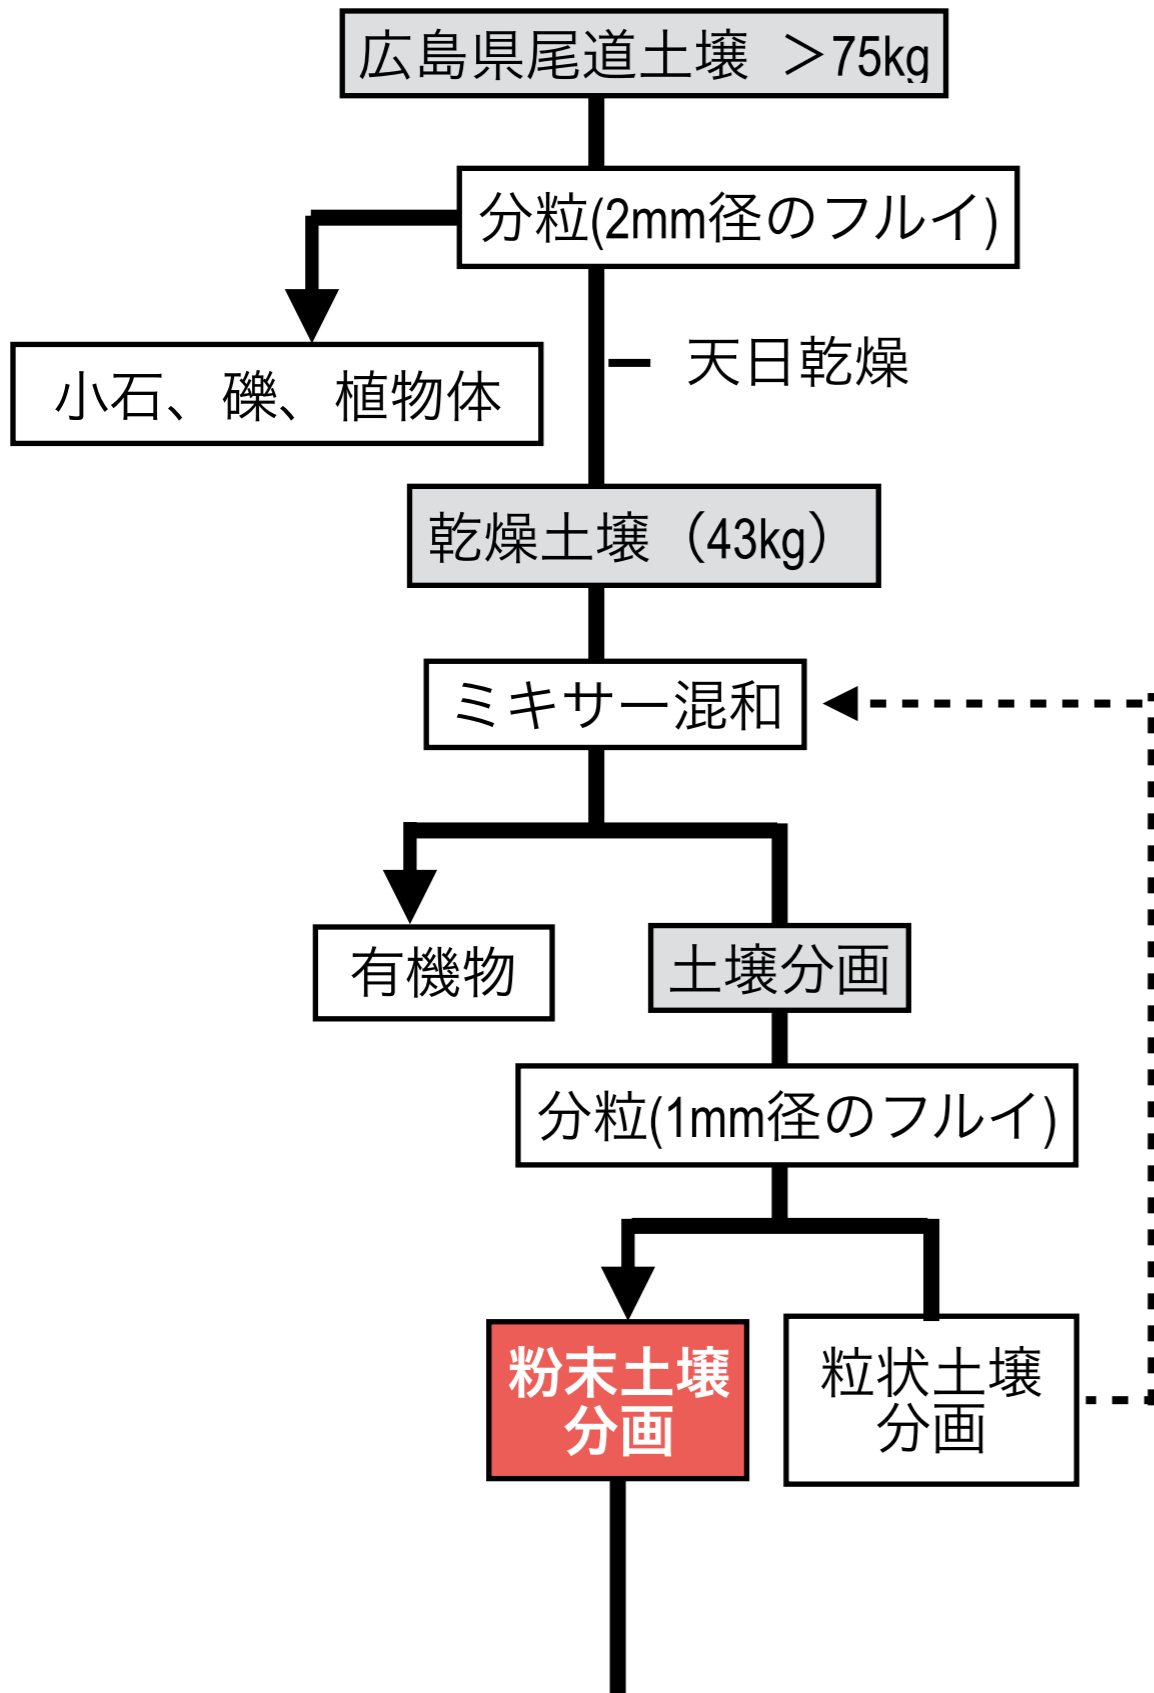 広島県尾道土壌 ＞75kg
分粒(2mm径のフルイ)
天日乾燥
小石、礫、植物体
乾燥土壌（43kg）
ミキサー混和
有機物
土壌分画
分粒(1mm径のフルイ)
粉末土壌
分画
粒状土壌
分画